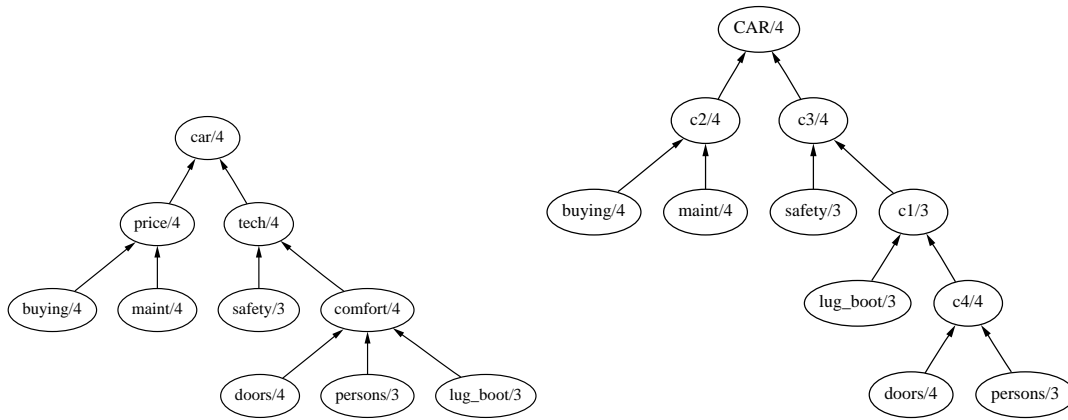 car/4
price/4 tech/4
buying/4 maint/4 safety/3 comfort/4
doors/4 persons/3 lug_boot/3
CAR/4
c2/4 c3/4
buying/4 maint/4 safety/3 c1/3
lug_boot/3 c4/4
doors/4 persons/3